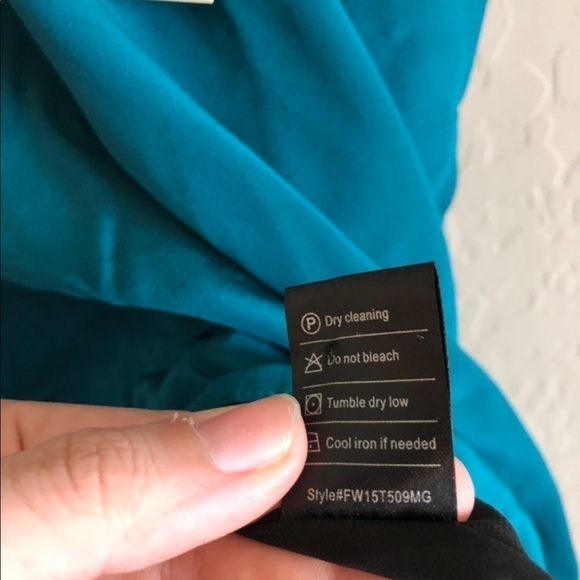 P Dry cleaning
Do not bleach
Tumble dry low
Cool iron if needed
Style#FW15T509MG